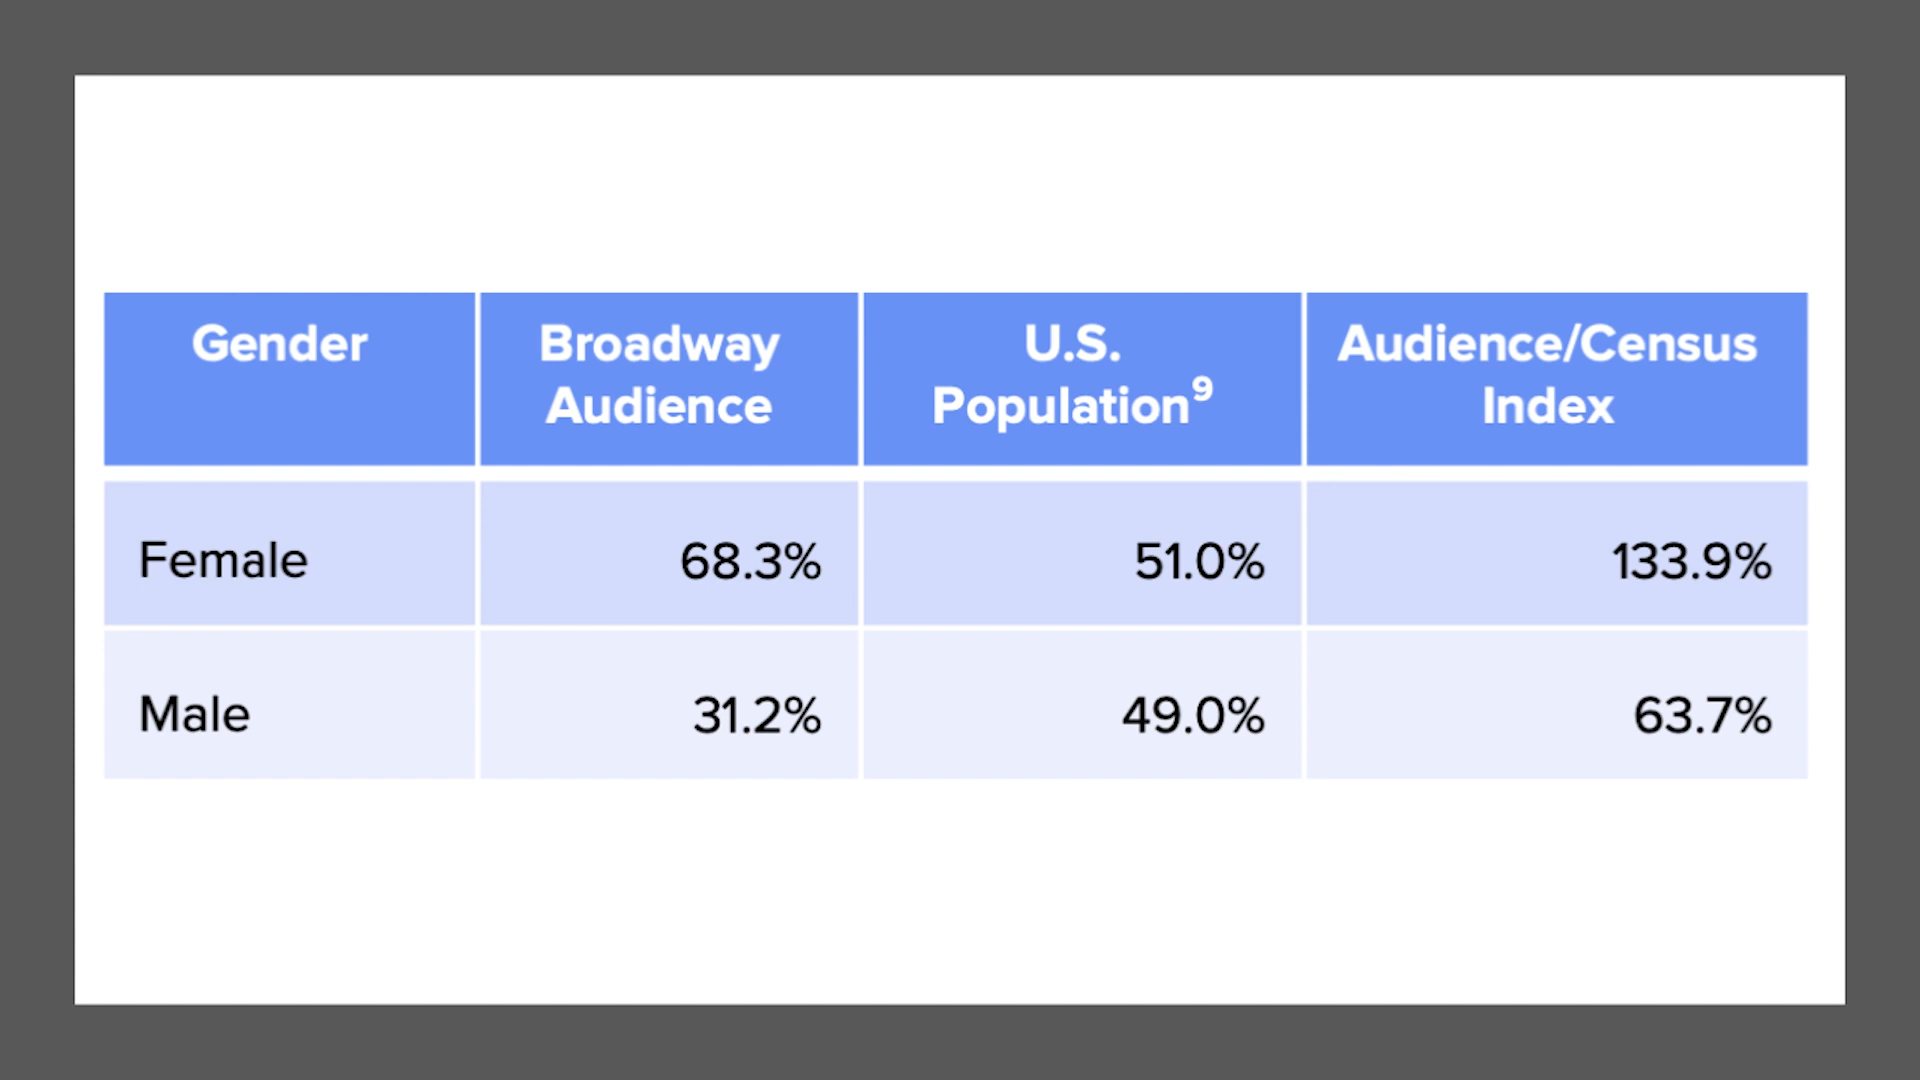 Gender Broadway Audience U.S. Population⁹ Audience/Census Index
Female 68.3% 51.0% 133.9%
Male 31.2% 49.0% 63.7%